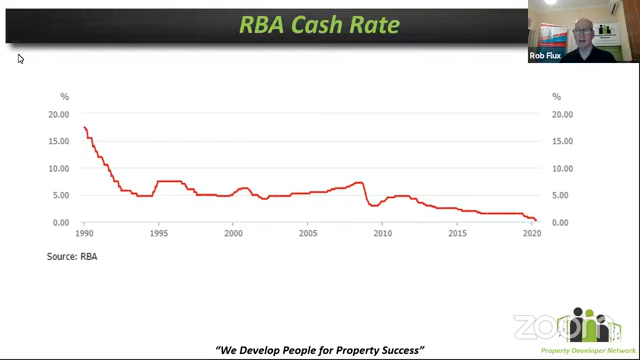 RBA Cash Rate
Rob Flux
% %
20.00 20.00
15.00 15.00
10.00 10.00
5.00 5.00
0.00 0.00
1990 1995 2000 2005 2010 2015 2020
Source: RBA
zoom
Property Developer Network
“We Develop People for Property Success”